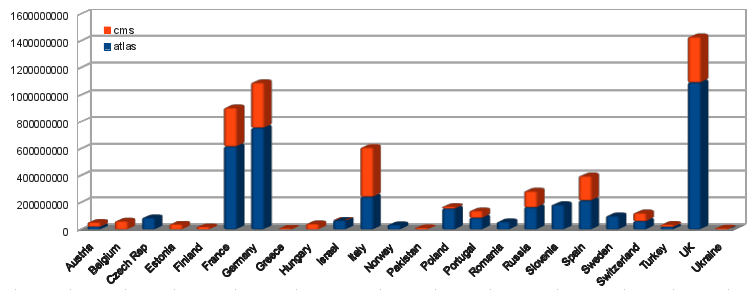 1600000000
1400000000
1200000000
1000000000
800000000
600000000
400000000
200000000
0
cms
atlas
Austria
Belgium
Czech Rap
Estonia
Finland
France
Germany
Greece
Hungary
Israel
Italy
Norway
Pakistan
Poland
Portugal
Romania
Russia
Slovenia
Spain
Sweden
Switzerland
Turkey
UK
Ukraine